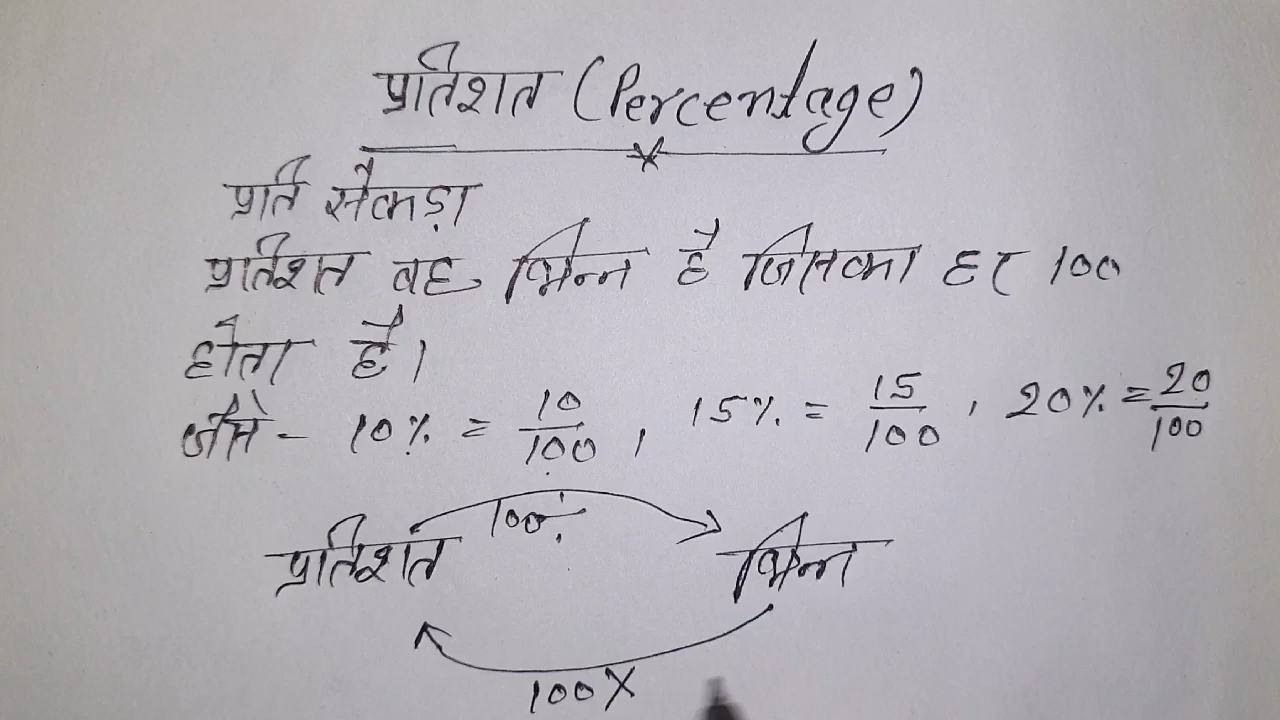 प्रतिशत (Percentage)
प्रति सैकड़ा
प्रतिशत वह भिन्न है जिसका हर 100
होता है।
जैसे - 10% = 10/100, 15% = 15/100, 20% = 20/100
100÷
प्रतिशत भिन्न
100×